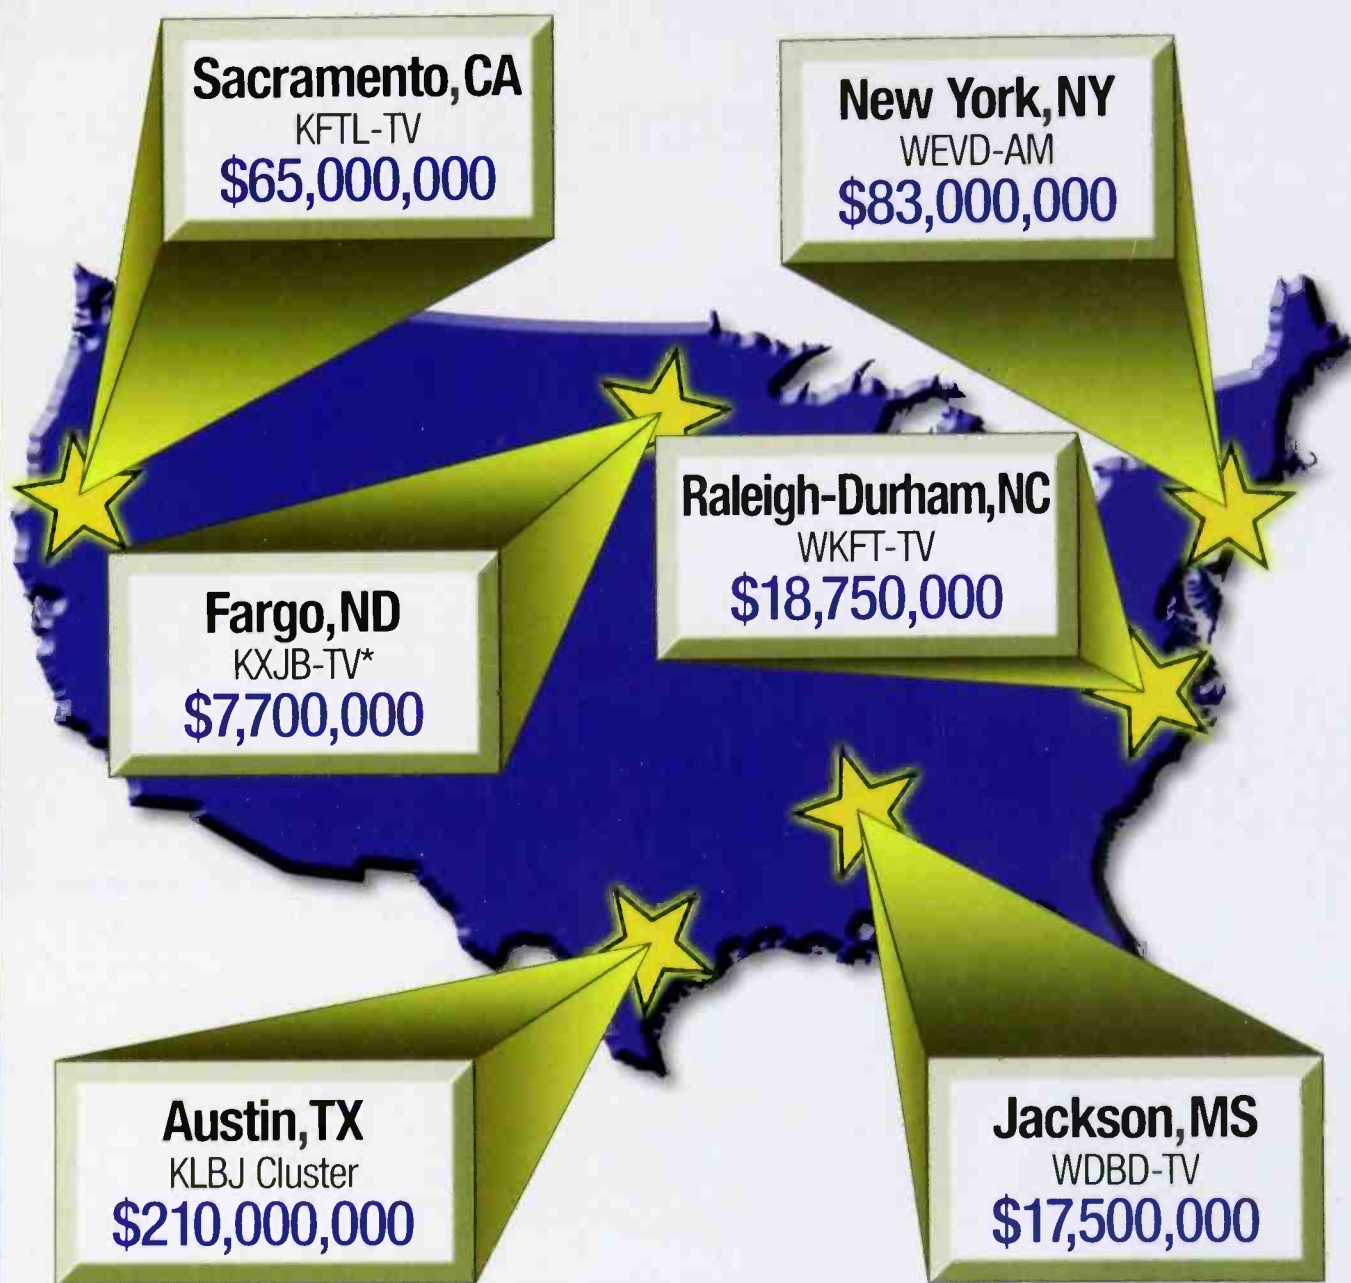 Sacramento, CA
KFTL-TV
$65,000,000
New York, NY
WEVD-AM
$83,000,000
Raleigh-Durham, NC
WKFT-TV
$18,750,000
Fargo, ND
KXJB-TV*
$7,700,000
Austin, TX
KLBJ Cluster
$210,000,000
Jackson, MS
WDBD-TV
$17,500,000